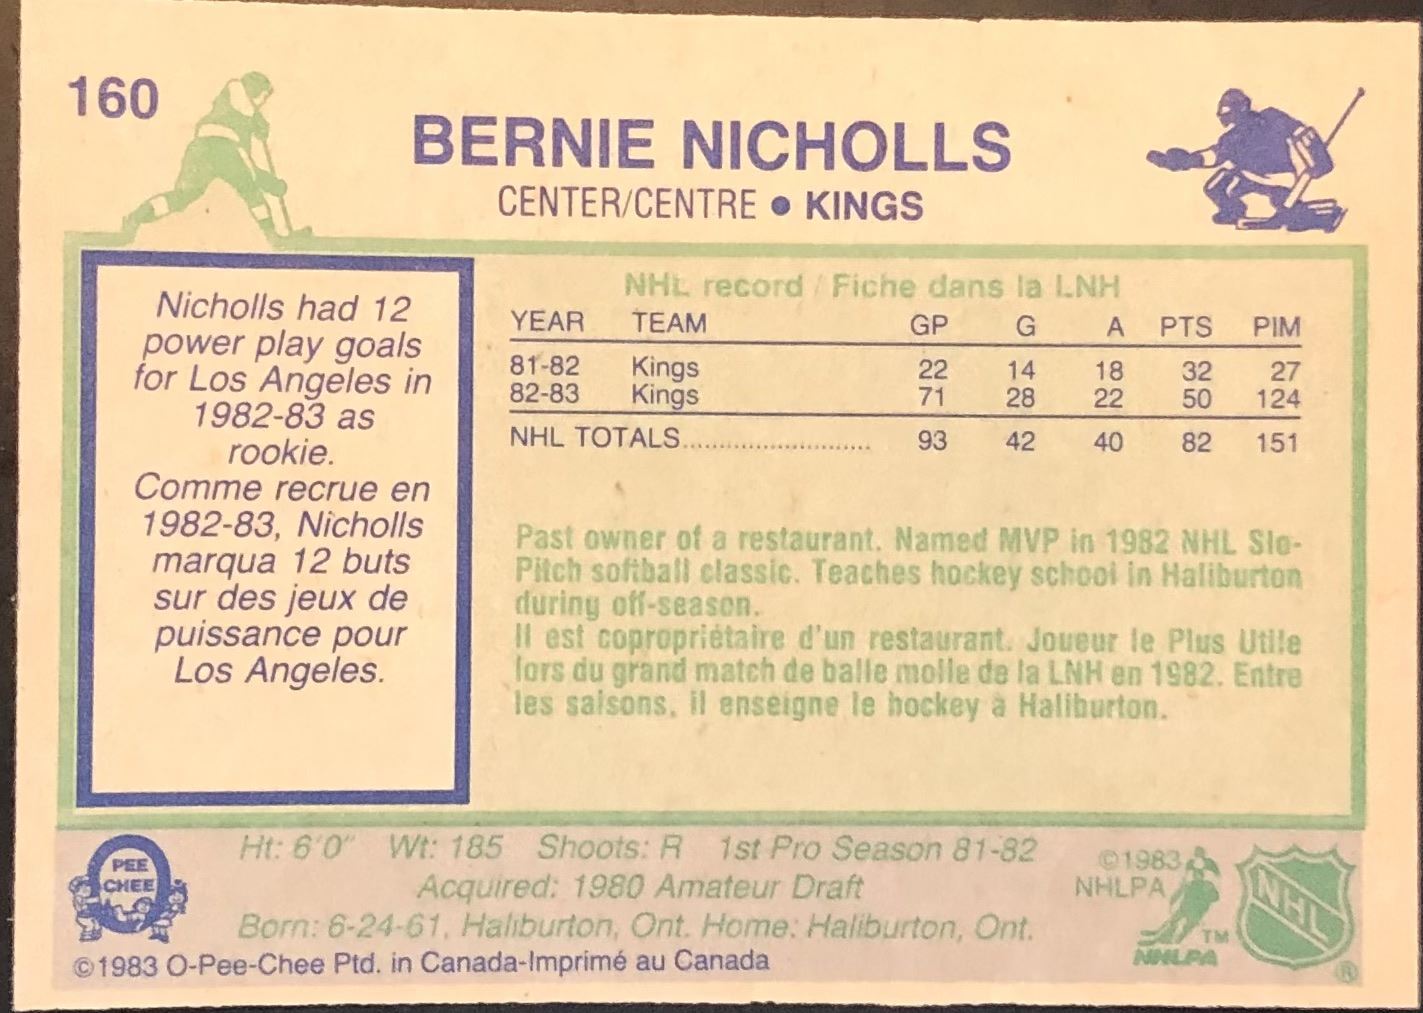 160
BERNIE NICHOLLS
CENTER/CENTRE • KINGS
Nicholls had 12
power play goals
for Los Angeles in
1982-83 as
rookie.
Comme recrue en
1982-83, Nicholls
marqua 12 buts
sur des jeux de
puissance pour
Los Angeles.
NHL record / Fiche dans la LNH
YEAR TEAM GP G A PTS PIM
81-82 Kings 22 14 18 32 27
82-83 Kings 71 28 22 50 124
NHL TOTALS........................... 93 42 40 82 151
Past owner of a restaurant. Named MVP in 1982 NHL Slo-
Pitch softball classic. Teaches hockey school in Haliburton
during off-season.
Il est copropriétaire d'un restaurant. Joueur le Plus Utile
lors du grand match de balle molle de la LNH en 1982. Entre
les saisons, il enseigne le hockey à Haliburton.
O
PEE
CHEE
Ht: 6'0" Wt: 185 Shoots: R 1st Pro Season 81-82
Acquired: 1980 Amateur Draft
Born: 6-24-61, Haliburton, Ont. Home: Haliburton, Ont.
©1983 O-Pee-Chee Ptd. in Canada-Imprimé au Canada
©1983
NHLPA
TM
NHLPA
NHL
®